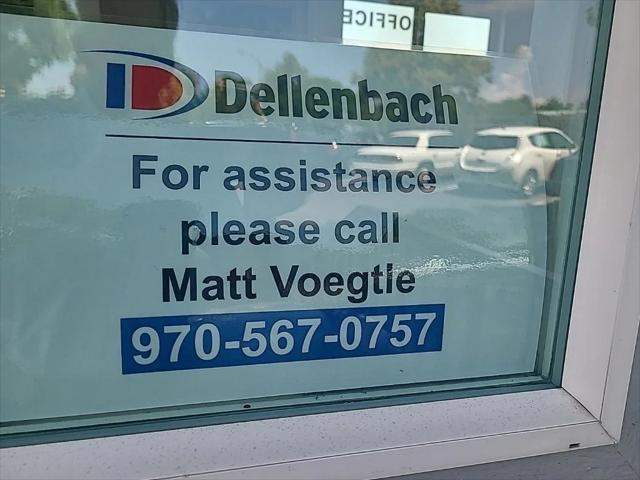 OFFICE
Dellenbach
For assistance
please call
Matt Voegtle
970-567-0757